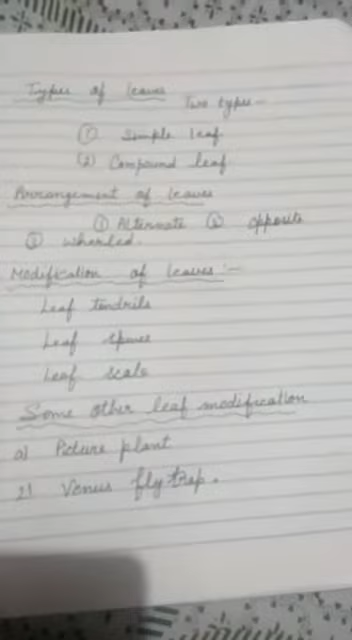 Types of leaves
Two types -
(1) Simple leaf
(2) Compound leaf
Arrangement of leaves
(1) Alternate (2) opposite
(3) wherled.
Modification of leaves :-
Leaf tendrils
Leaf spines
Leaf scale
Some other leaf modification
a) Picture plant
2) Venus fly trap.